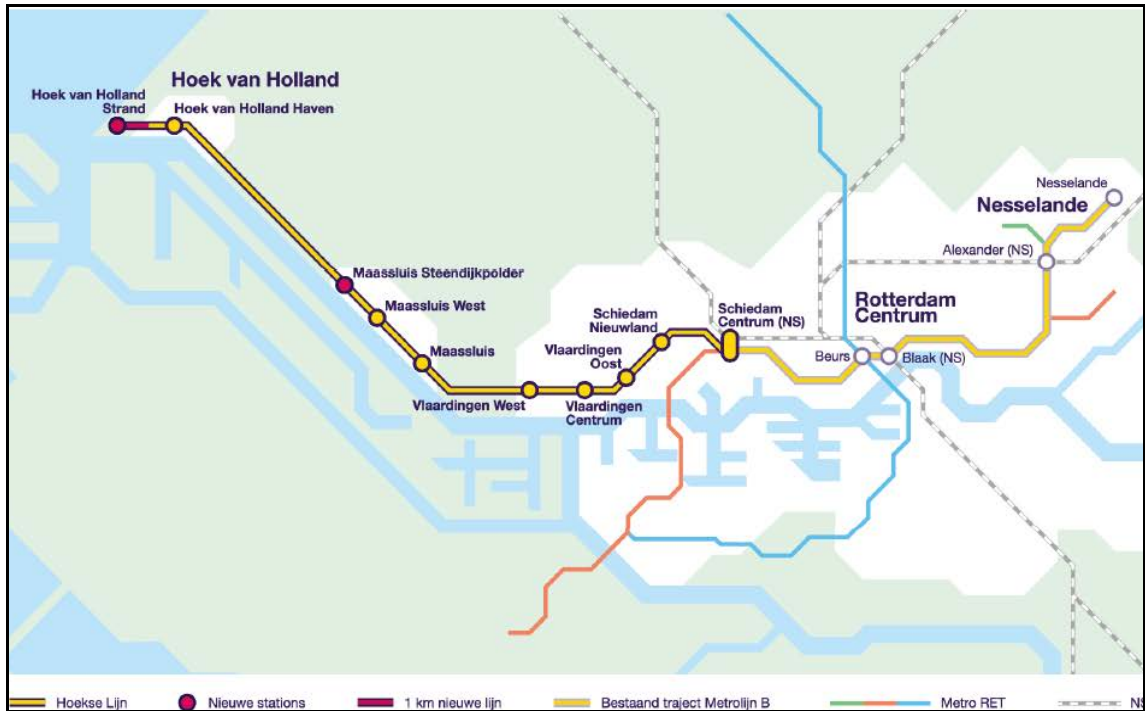 Hoek van Holland
Hoek van Holland
Strand
Hoek van Holland Haven
Nesselande
Nesselande
Alexander (NS)
Maassluis Steendijkpolder
Maassluis West
Maassluis
Schiedam
Nieuwland
Schiedam
Centrum (NS)
Rotterdam
Centrum
Vlaardingen
Oost
Beurs
Blaak (NS)
Vlaardingen West
Vlaardingen
Centrum
Hoekse Lijn
Nieuwe stations
1 km nieuwe lijn
Bestaand traject Metrolijn B
Metro RET